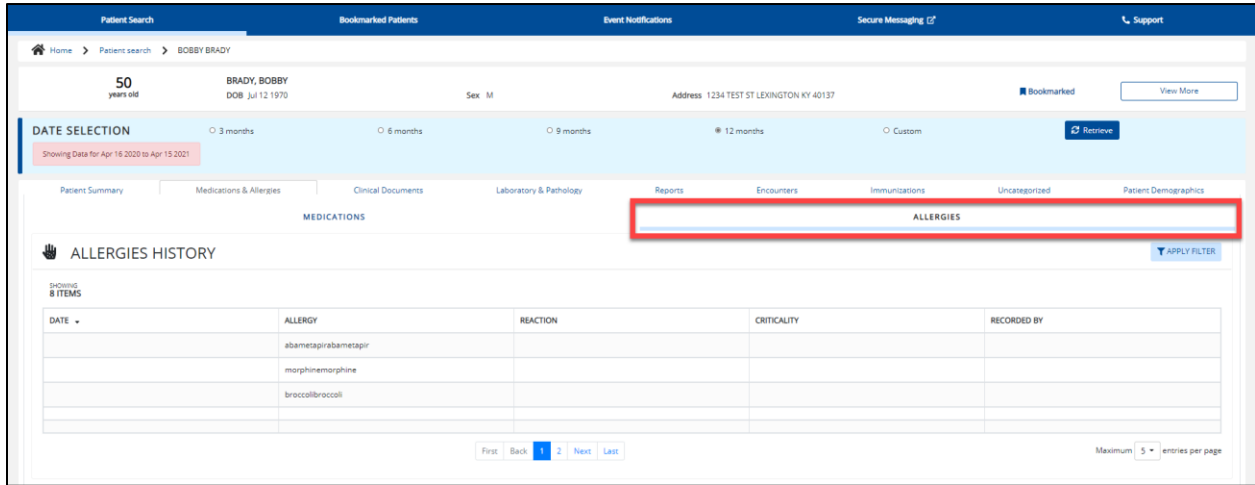 Patient Search Bookmarked Patients Event Notifications Secure Messaging Support
Home > Patient search > BOBBY BRADY
50
years old
BRADY, BOBBY
DOB Jul 12 1970
Sex M
Address 1234 TEST ST LEXINGTON KY 40137
Bookmarked
View More
DATE SELECTION
3 months 6 months 9 months 12 months Custom
Retrieve
Showing Data for Apr 16 2020 to Apr 15 2021
Patient Summary Medications & Allergies Clinical Documents Laboratory & Pathology Reports Encounters Immunizations Uncategorized Patient Demographics
MEDICATIONS ALLERGIES
ALLERGIES HISTORY
APPLY FILTER
SHOWING
8 ITEMS
DATE ALLERGY REACTION CRITICALITY RECORDED BY
abametapirabametapir
morphinemorphine
broccolibroccoli
First Back 1 2 Next Last
Maximum 5 entries per page